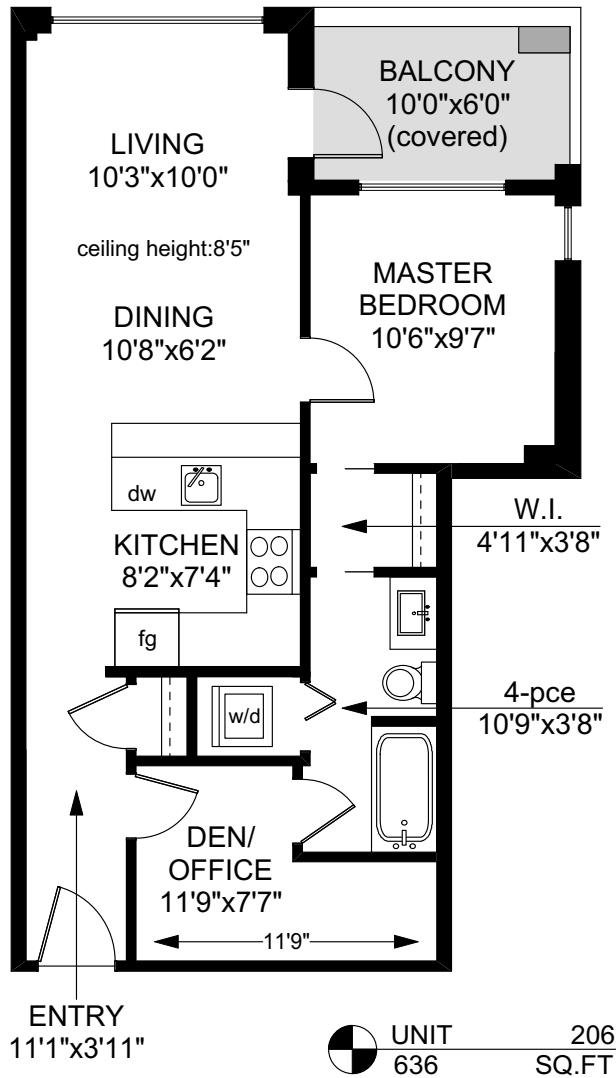 BALCONY
10'0"x6'0"
(covered)
LIVING
10'3"x10'0"
ceiling height:8'5"
MASTER
BEDROOM
10'6"x9'7"
DINING
10'8"x6'2"
dw
W.I.
4'11"x3'8"
KITCHEN
8'2"x7'4"
fg
4-pce
10'9"x3'8"
w/d
DEN/
OFFICE
11'9"x7'7"
11'9"
ENTRY
11'1"x3'11"
UNIT 206
636 SQ.FT